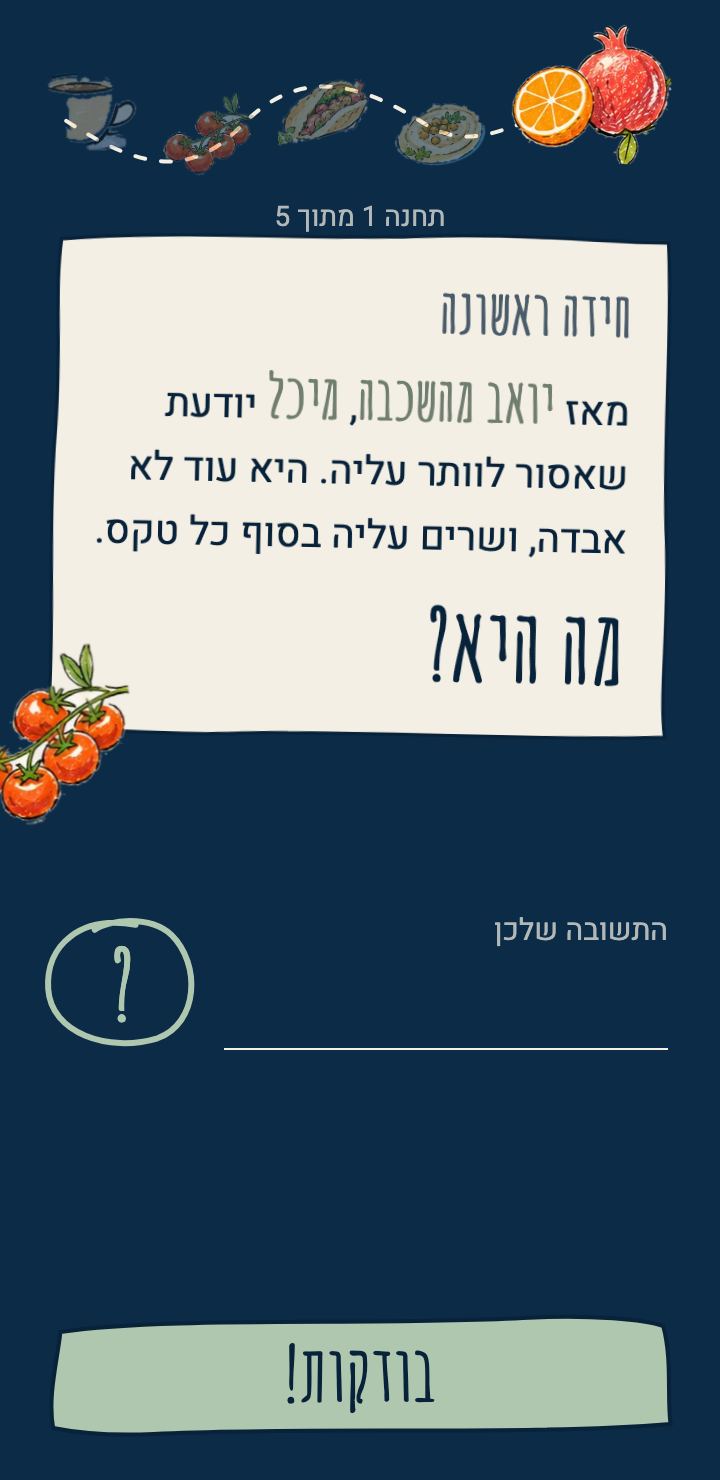 תחנה 1 מתוך 5
חידה ראשונה
מאז יואב מהשכבה, מיכל יודעת
שאסור לוותר עליה. היא עוד לא
אבדה, ושרים עליה בסוף כל טקס.
מה היא?
התשובה שלכן
?
בודקות!